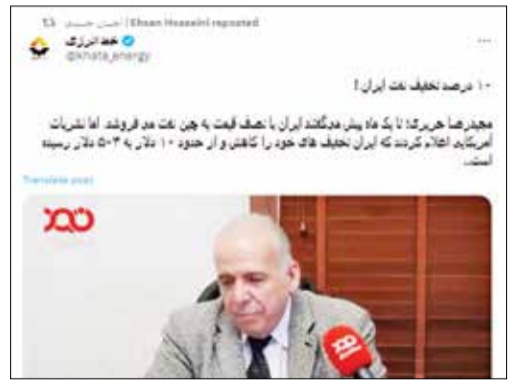 احسان حسینی | Ehsan Hosseini reposted
خط انرژی
@khata_energy
۱۰ درصد تخفیف نفت ایران!
مجیدرضا حریری: تا یک ماه پیش می‌گفتند ایران با نصف قیمت به چین نفت می فروشد. اما نشریات
آمریکایی اعلام کردند که ایران تخفیف های خود را کاهش و از حدود ۱۰ دلار به ۳-۵ دلار رسیده
است.
Translate post